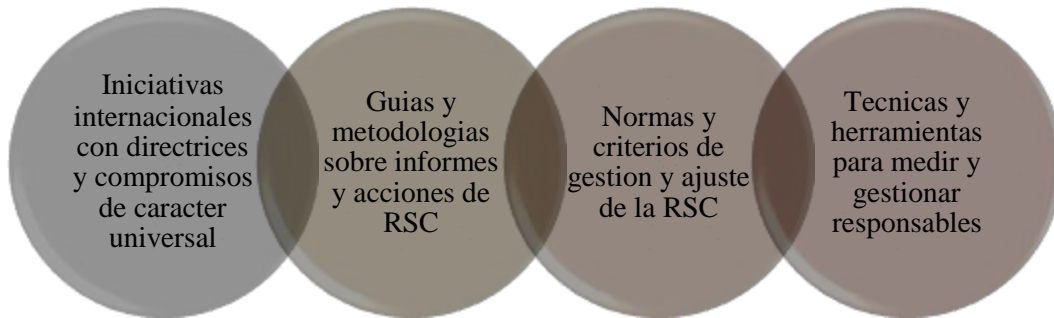 Iniciativas
internacionales
con directrices
y compromisos
de caracter
universal
Guias y
metodologias
sobre informes
y acciones de
RSC
Normas y
criterios de
gestion y ajuste
de la RSC
Tecnicas y
herramientas
para medir y
gestionar
responsables